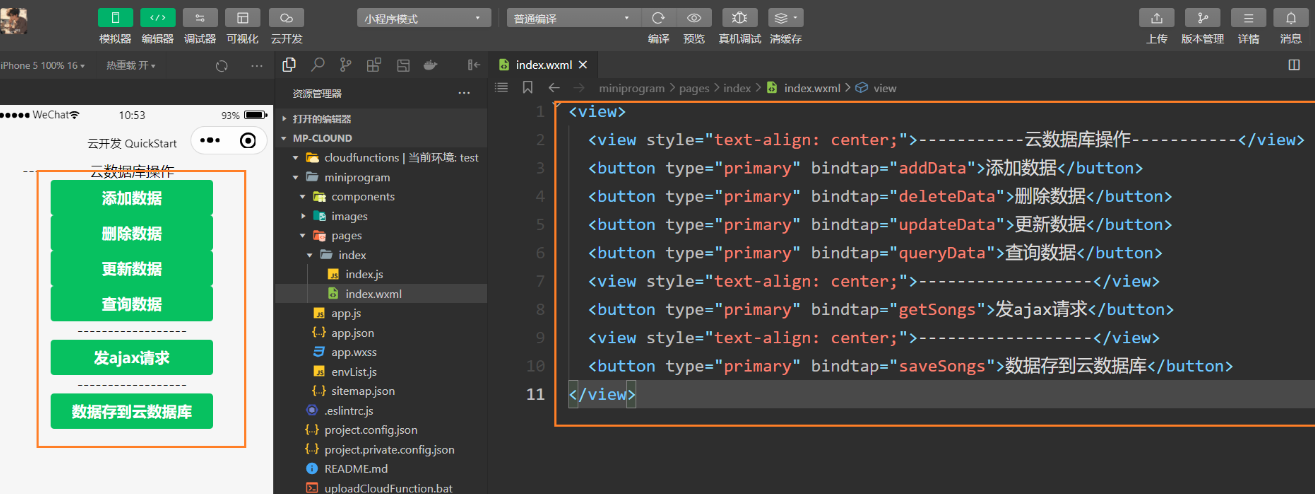 模拟器 编辑器 调试器 可视化 云开发
小程序模式
普通编译
编译 预览 真机调试 清缓存
上传 版本管理 详情 消息
iPhone 5 100% 16
热重载 开
WeChat 10:53 93%
云开发 QuickStart
云数据库操作
添加数据
删除数据
更新数据
查询数据
------------------
发ajax请求
------------------
数据存到云数据库
资源管理器
打开的编辑器
MP-CLOUND
cloudfunctions | 当前环境: test
miniprogram
components
images
pages
index
index.js
index.wxml
app.js
app.json
app.wxss
envList.js
sitemap.json
.eslintrc.js
project.config.json
project.private.config.json
README.md
uploadCloudFunction.bat
index.wxml
miniprogram > pages > index > index.wxml > view
1 <view>
2 <view style="text-align: center;">-----------云数据库操作-----------</view>
3 <button type="primary" bindtap="addData">添加数据</button>
4 <button type="primary" bindtap="deleteData">删除数据</button>
5 <button type="primary" bindtap="updateData">更新数据</button>
6 <button type="primary" bindtap="queryData">查询数据</button>
7 <view style="text-align: center;">------------------</view>
8 <button type="primary" bindtap="getSongs">发ajax请求</button>
9 <view style="text-align: center;">------------------</view>
10 <button type="primary" bindtap="saveSongs">数据存到云数据库</button>
11 </view>